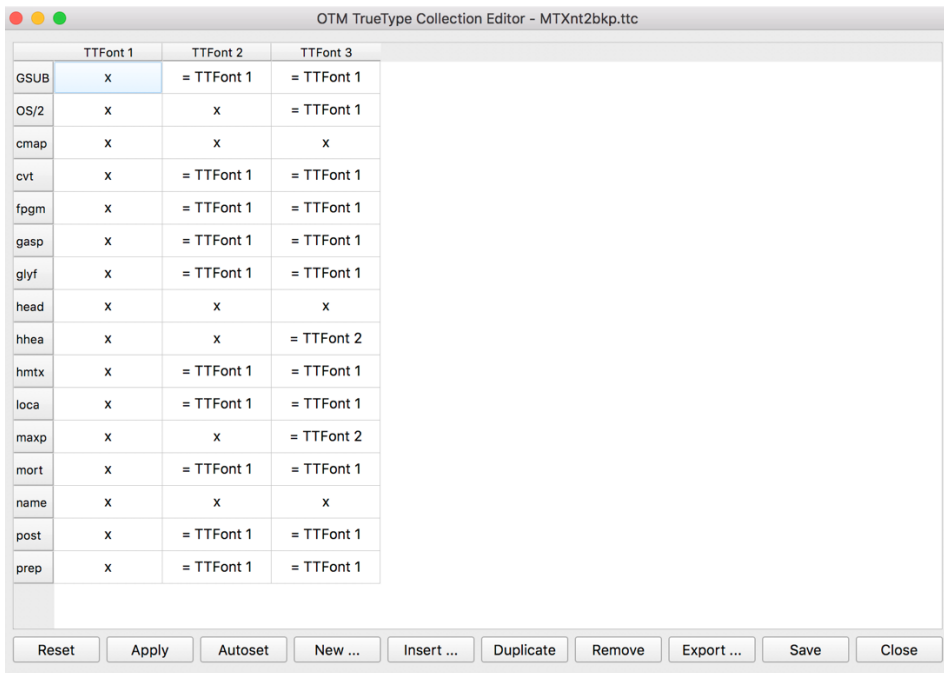 OTM TrueType Collection Editor - MTXnt2bkp.ttc
TTFont 1 TTFont 2 TTFont 3
GSUB x = TTFont 1 = TTFont 1
OS/2 x x = TTFont 1
cmap x x x
cvt x = TTFont 1 = TTFont 1
fpgm x = TTFont 1 = TTFont 1
gasp x = TTFont 1 = TTFont 1
glyf x = TTFont 1 = TTFont 1
head x x x
hhea x x = TTFont 2
hmtx x = TTFont 1 = TTFont 1
loca x = TTFont 1 = TTFont 1
maxp x x = TTFont 2
mort x = TTFont 1 = TTFont 1
name x x x
post x = TTFont 1 = TTFont 1
prep x = TTFont 1 = TTFont 1
Reset Apply Autoset New ... Insert ... Duplicate Remove Export ... Save Close